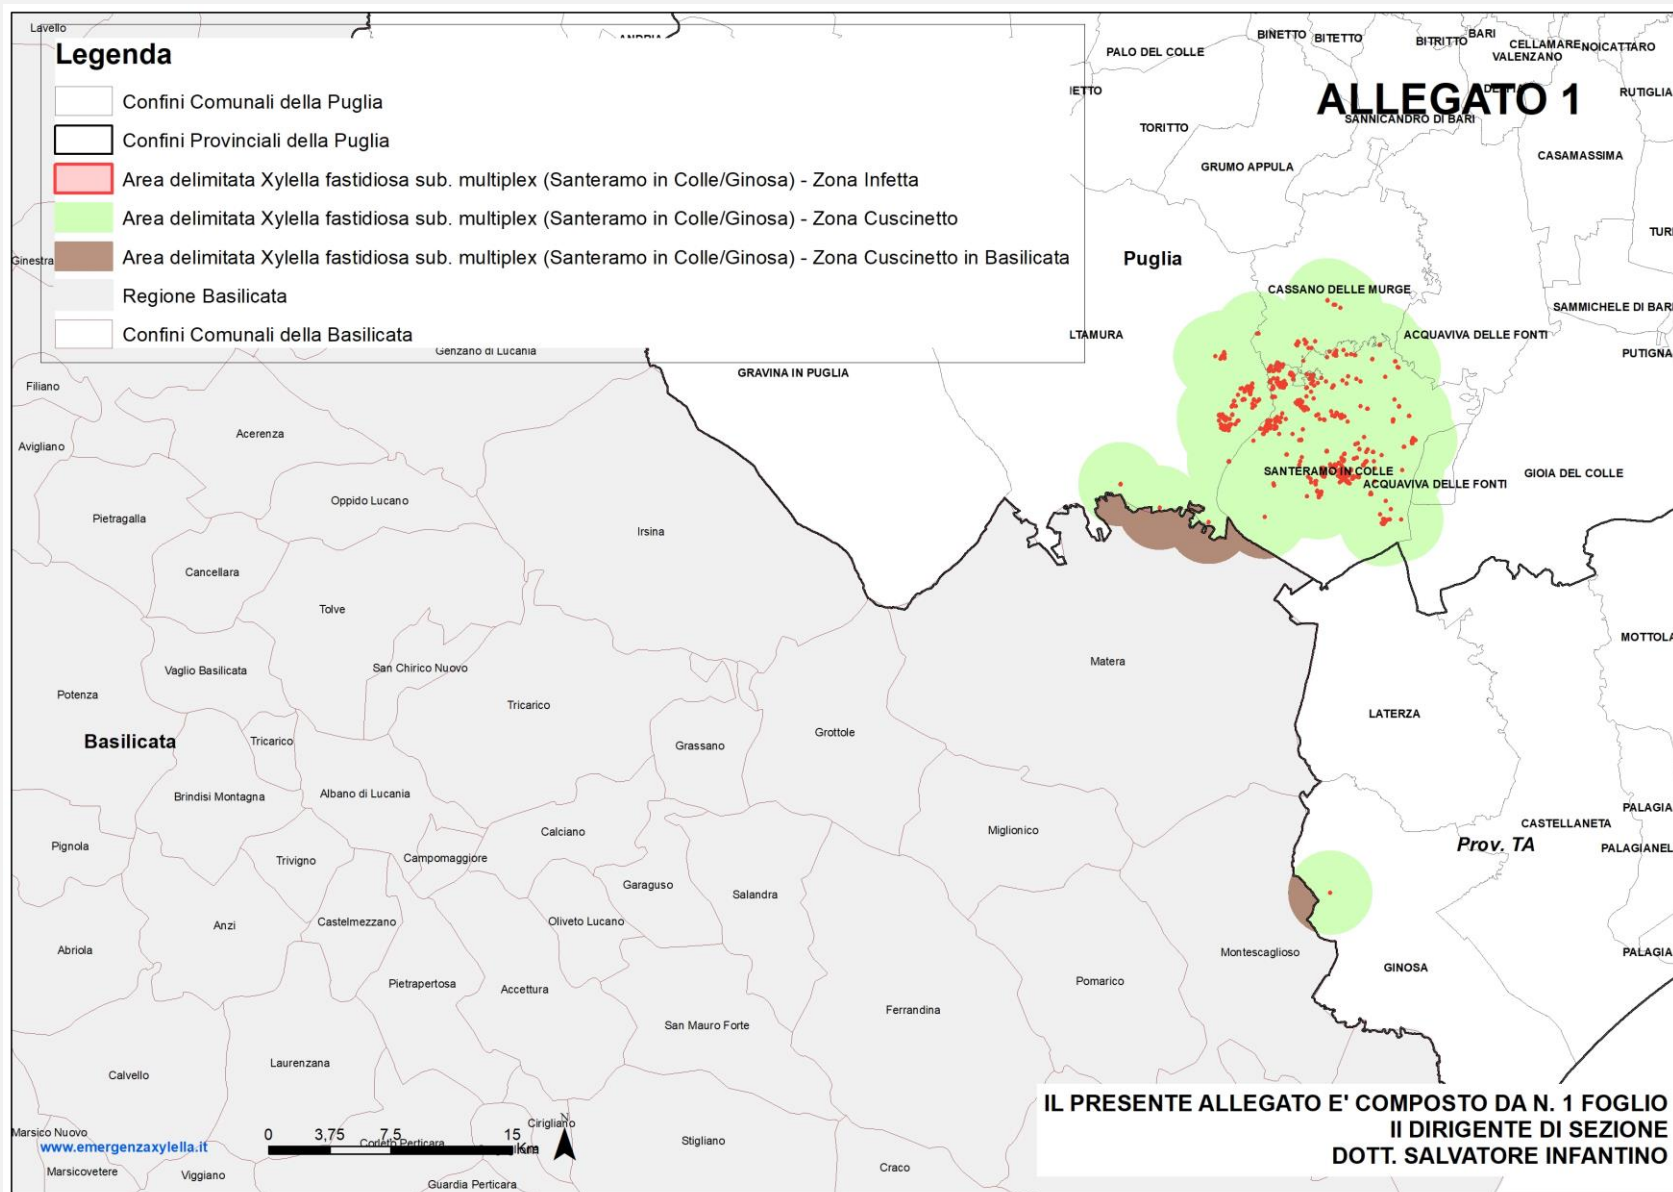 Lavello
ANDRIA
Legenda
Confini Comunali della Puglia
Confini Provinciali della Puglia
Area delimitata Xylella fastidiosa sub. multiplex (Santeramo in Colle/Ginosa) - Zona Infetta
Area delimitata Xylella fastidiosa sub. multiplex (Santeramo in Colle/Ginosa) - Zona Cuscinetto
Area delimitata Xylella fastidiosa sub. multiplex (Santeramo in Colle/Ginosa) - Zona Cuscinetto in Basilicata
Regione Basilicata
Confini Comunali della Basilicata
ALLEGATO 1
PALO DEL COLLE
BINETTO
BITETTO
BITRITTO
BARI
CELLAMARE
NOICATTARO
VALENZANO
IETTO
RUTIGLIA
TORITTO
SANNICANDRO DI BARI
GRUMO APPULA
CASAMASSIMA
TURI
Puglia
Ginestra
CASSANO DELLE MURGE
SAMMICHELE DI BARI
LTAMURA
ACQUAVIVA DELLE FONTI
PUTIGNA
Genzano di Lucania
GRAVINA IN PUGLIA
Filiano
Acerenza
Avigliano
SANTERAMO IN COLLE
GIOIA DEL COLLE
ACQUAVIVA DELLE FONTI
Oppido Lucano
Pietragalla
Irsina
Cancellara
Tolve
MOTTOLA
Matera
Vaglio Basilicata
San Chirico Nuovo
Potenza
Tricarico
LATERZA
Basilicata
Tricarico
Grassano
Grottole
Brindisi Montagna
Albano di Lucania
PALAGIA
CASTELLANETA
Calciano
Miglionico
Prov. TA
PALAGIANEL
Pignola
Trivigno
Campomaggiore
Garaguso
Salandra
Anzi
Castelmezzano
Oliveto Lucano
Abriola
Montescaglioso
PALAGIA
GINOSA
Pietrapertosa
Accettura
Pomarico
Ferrandina
San Mauro Forte
Laurenzana
Calvello
IL PRESENTE ALLEGATO E' COMPOSTO DA N. 1 FOGLIO
Il DIRIGENTE DI SEZIONE
DOTT. SALVATORE INFANTINO
Marsico Nuovo
www.emergenzaxylella.it
0 3,75 7,5 15
Km
N
Cirigliano
Corleto Perticara
Stigliano
Marsicovetere
Viggiano
Guardia Perticara
Craco